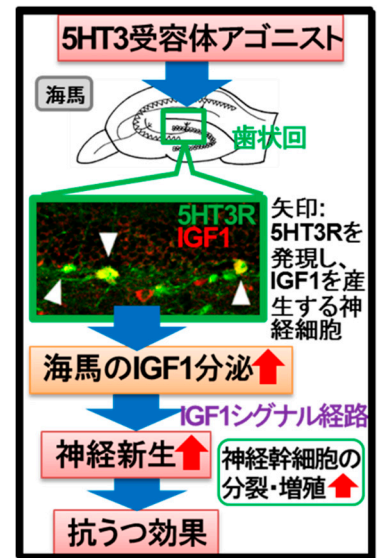 5HT3受容体アゴニスト
海馬
歯状回
5HT3R
IGF1
矢印:
5HT3Rを
発現し、
IGF1を産
生する神
経細胞
海馬のIGF1分泌
IGF1シグナル経路
神経新生
神経幹細胞の
分裂・増殖
抗うつ効果